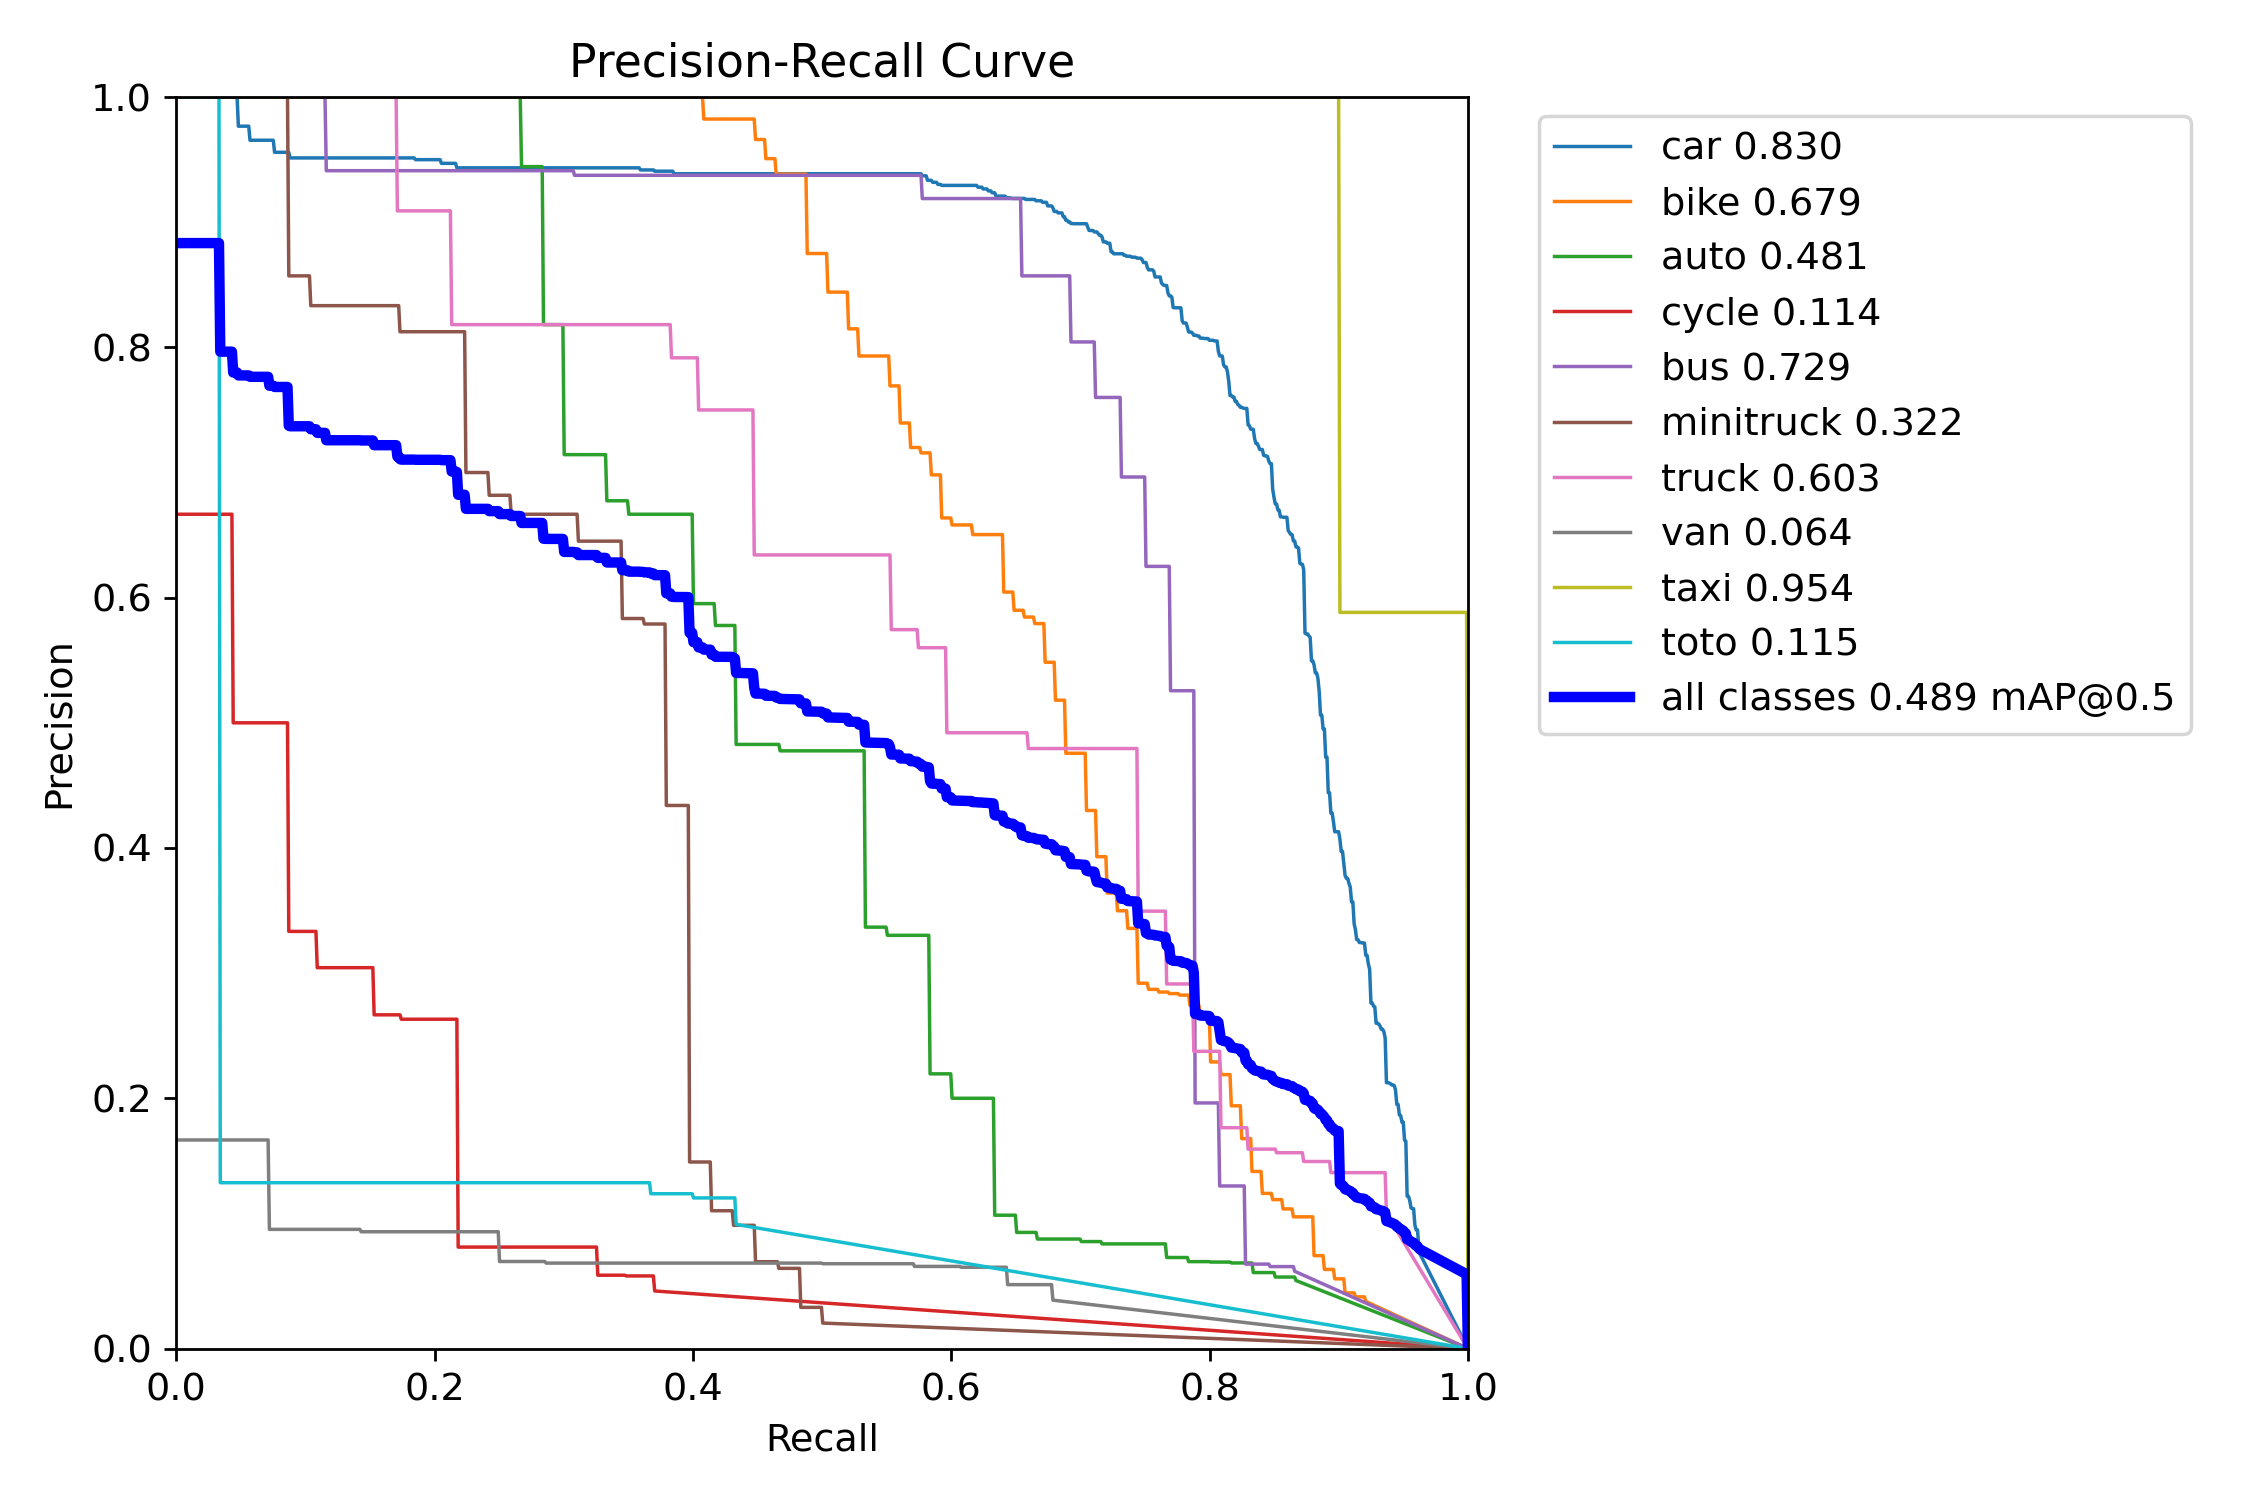 Precision-Recall Curve
1.0
0.8
0.6
0.4
0.2
0.0
Precision
0.0 0.2 0.4 0.6 0.8 1.0
Recall
car 0.830
bike 0.679
auto 0.481
cycle 0.114
bus 0.729
minitruck 0.322
truck 0.603
van 0.064
taxi 0.954
toto 0.115
all classes 0.489 mAP@0.5